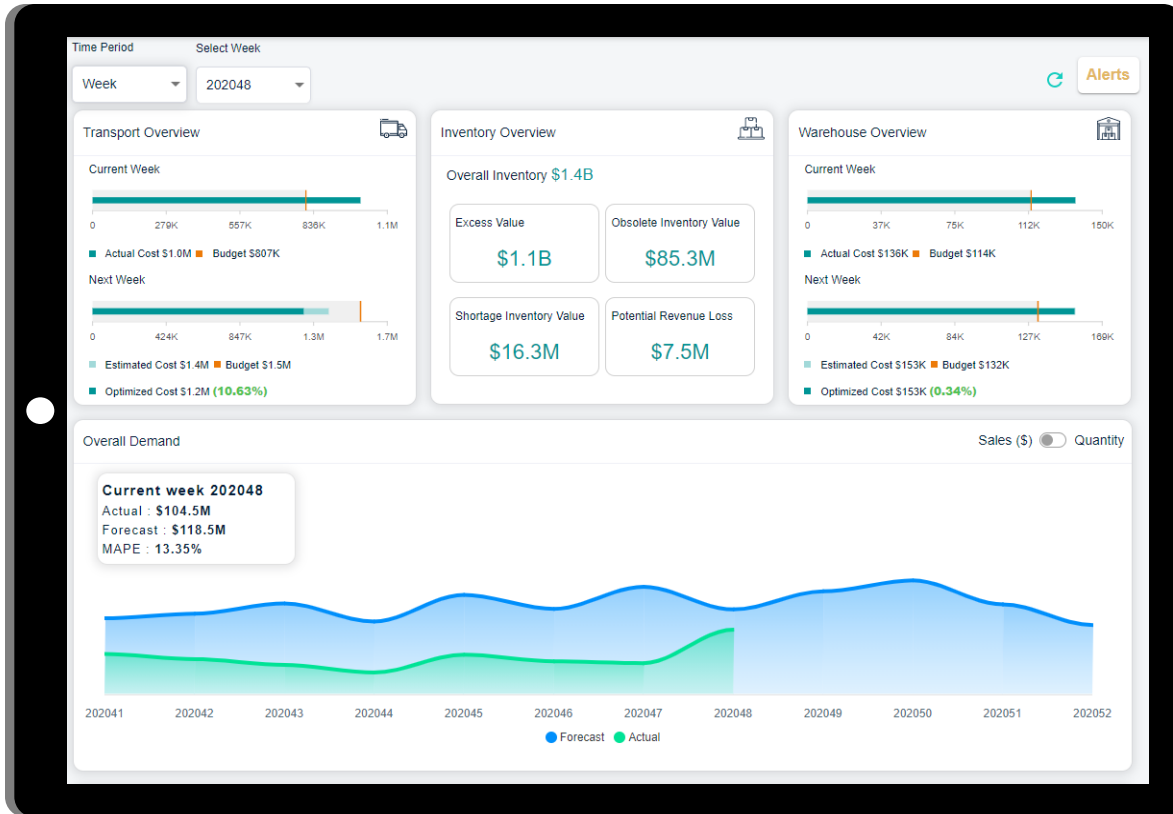 Time Period
Select Week
Week
202048
Alerts
Transport Overview
Current Week
0 279K 557K 836K 1.1M
Actual Cost $1.0M Budget $807K
Next Week
0 424K 847K 1.3M 1.7M
Estimated Cost $1.4M Budget $1.5M
Optimized Cost $1.2M (10.63%)
Inventory Overview
Overall Inventory $1.4B
Excess Value
$1.1B
Obsolete Inventory Value
$85.3M
Shortage Inventory Value
$16.3M
Potential Revenue Loss
$7.5M
Warehouse Overview
Current Week
0 37K 75K 112K 150K
Actual Cost $136K Budget $114K
Next Week
0 42K 84K 127K 169K
Estimated Cost $153K Budget $132K
Optimized Cost $153K (0.34%)
Overall Demand
Sales ($) Quantity
Current week 202048
Actual : $104.5M
Forecast : $118.5M
MAPE : 13.35%
202041 202042 202043 202044 202045 202046 202047 202048 202049 202050 202051 202052
Forecast Actual